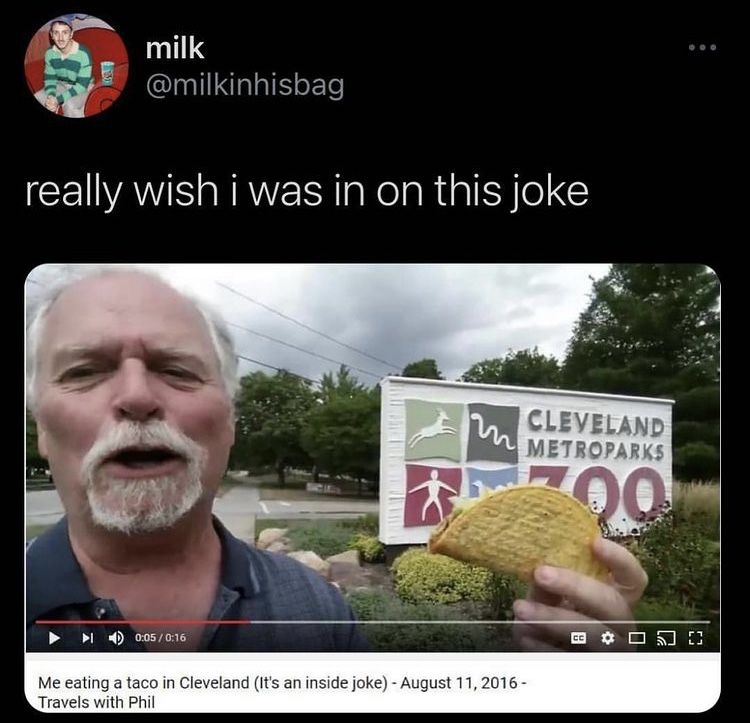 milk
@milkinhisbag
really wish i was in on this joke
CLEVELAND
METROPARKS
ZOO
0:05 / 0:16
CC
Me eating a taco in Cleveland (It's an inside joke) - August 11, 2016 -
Travels with Phil